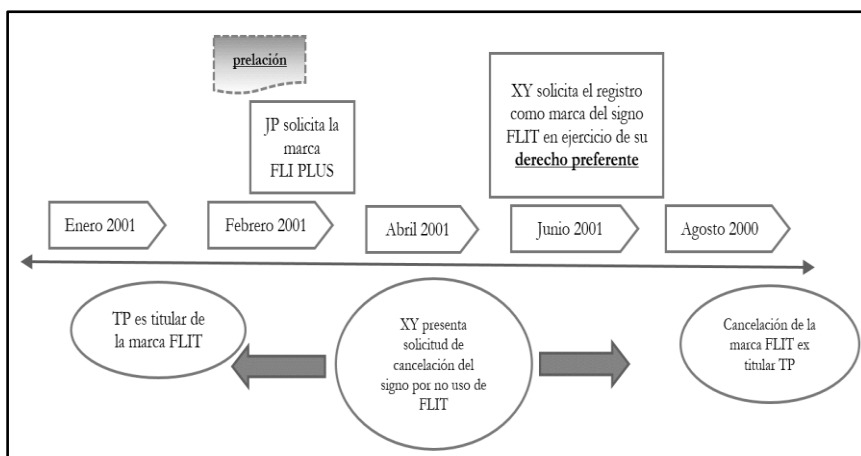 prelación
JP solicita la
marca
FLI PLUS
XY solicita el registro
como marca del signo
FLIT en ejercicio de su
derecho preferente
Enero 2001
Febrero 2001
Abril 2001
Junio 2001
Agosto 2000
TP es titular de
la marca FLIT
XY presenta
solicitud de
cancelación del
signo por no uso de
FLIT
Cancelación de la
marca FLIT ex
titular TP